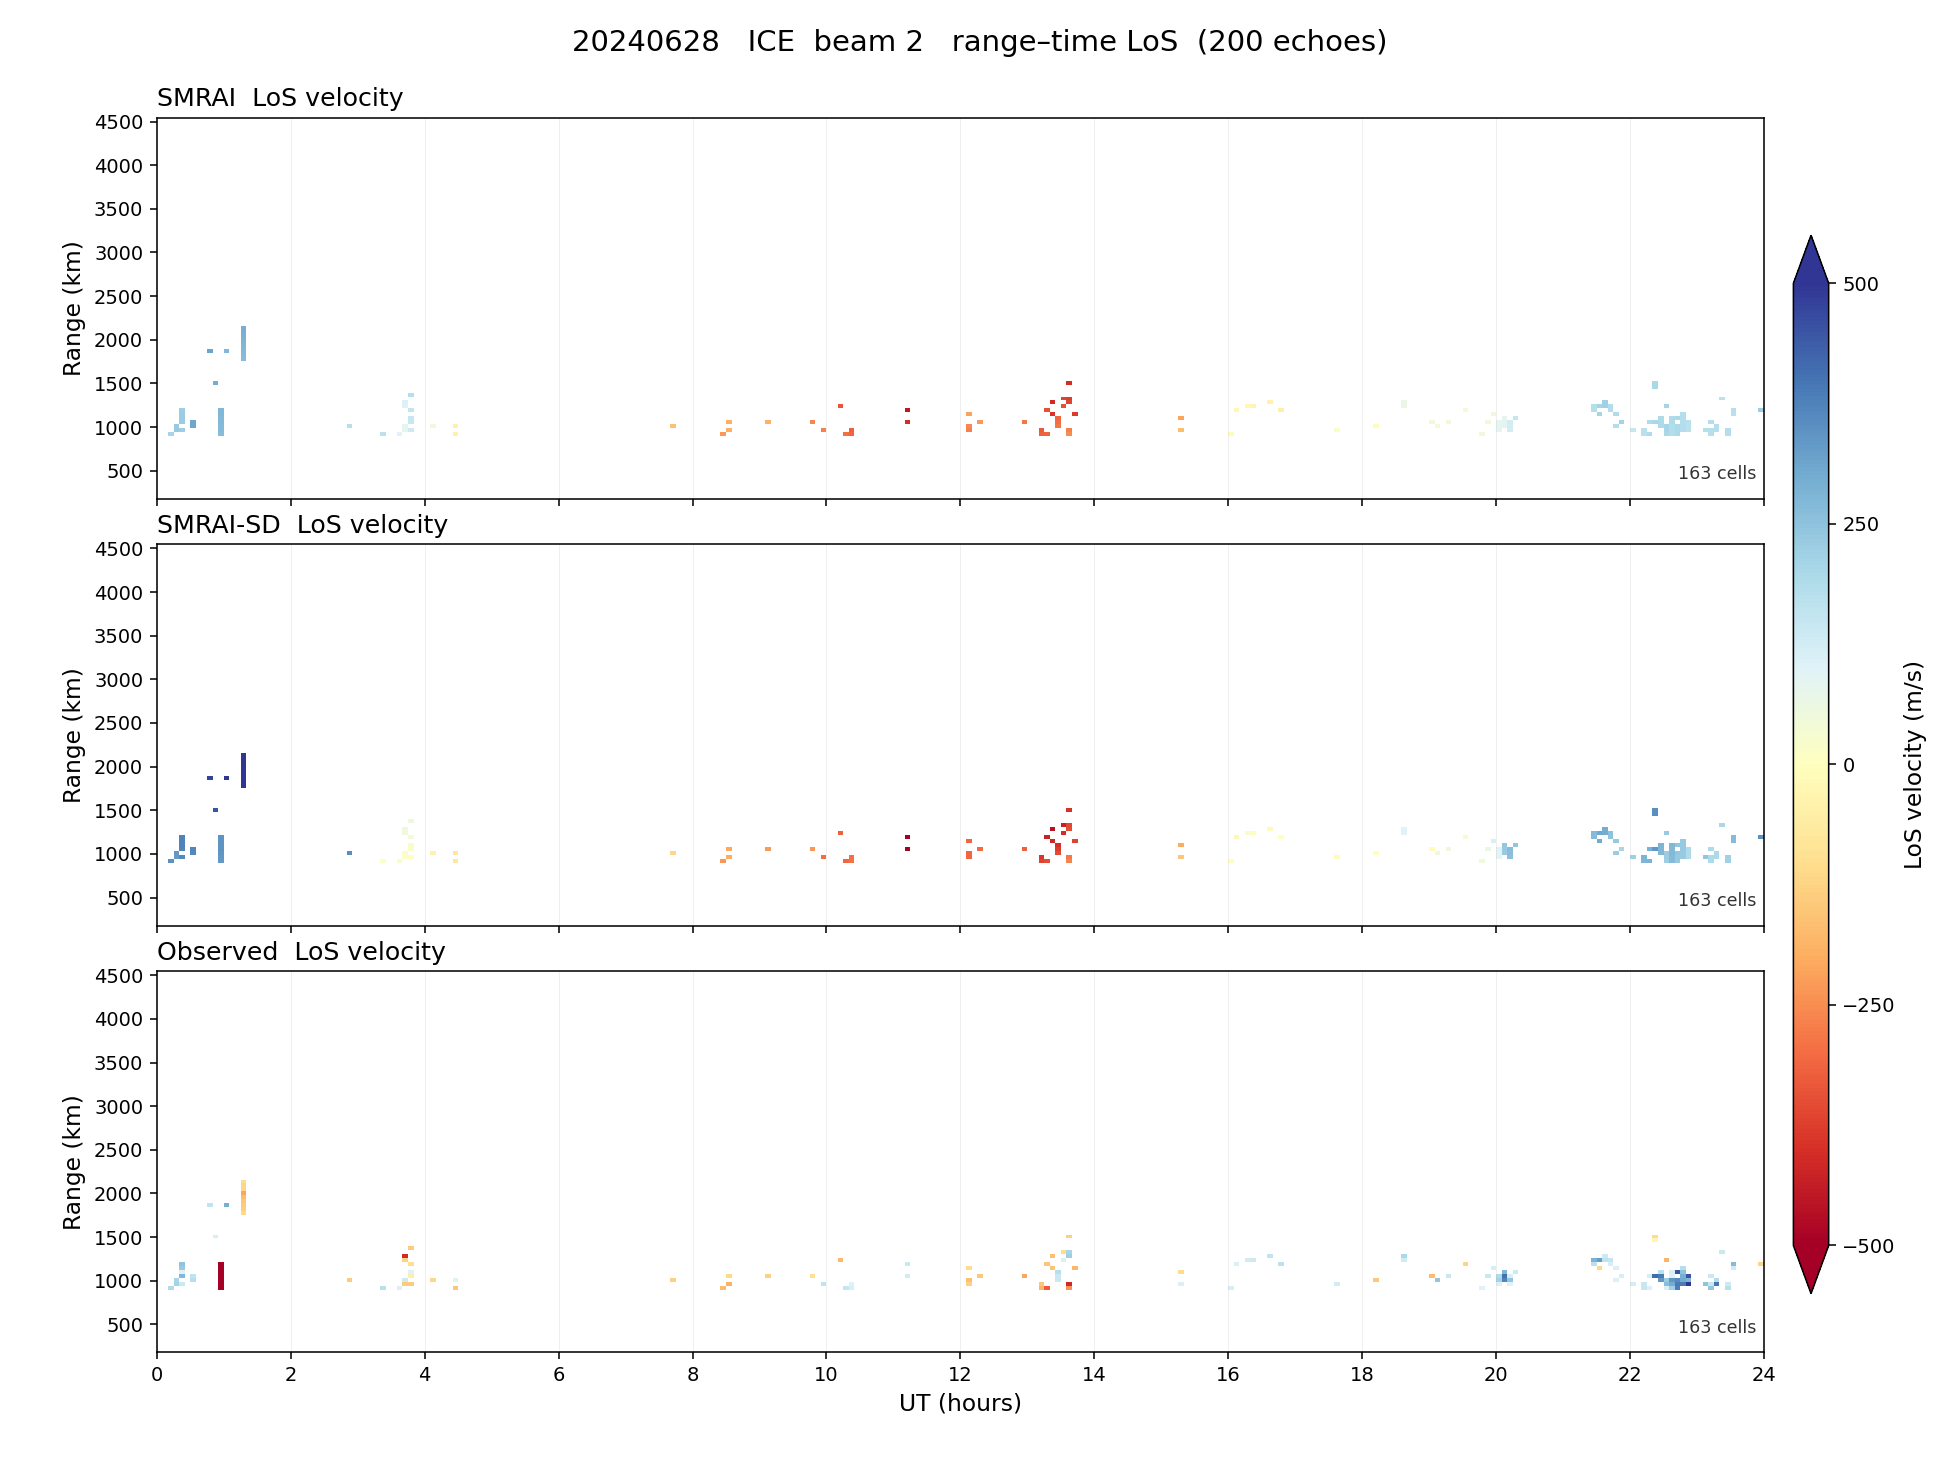 20240628   ICE  beam 2   range–time LoS  (200 echoes)
SMRAI  LoS velocity
4500
4000
3500
3000
2500
2000
1500
1000
500
Range (km)
163 cells
SMRAI-SD  LoS velocity
4500
4000
3500
3000
2500
2000
1500
1000
500
Range (km)
163 cells
Observed  LoS velocity
4500
4000
3500
3000
2500
2000
1500
1000
500
Range (km)
163 cells
0 2 4 6 8 10 12 14 16 18 20 22 24
UT (hours)
500
250
0
−250
−500
LoS velocity (m/s)